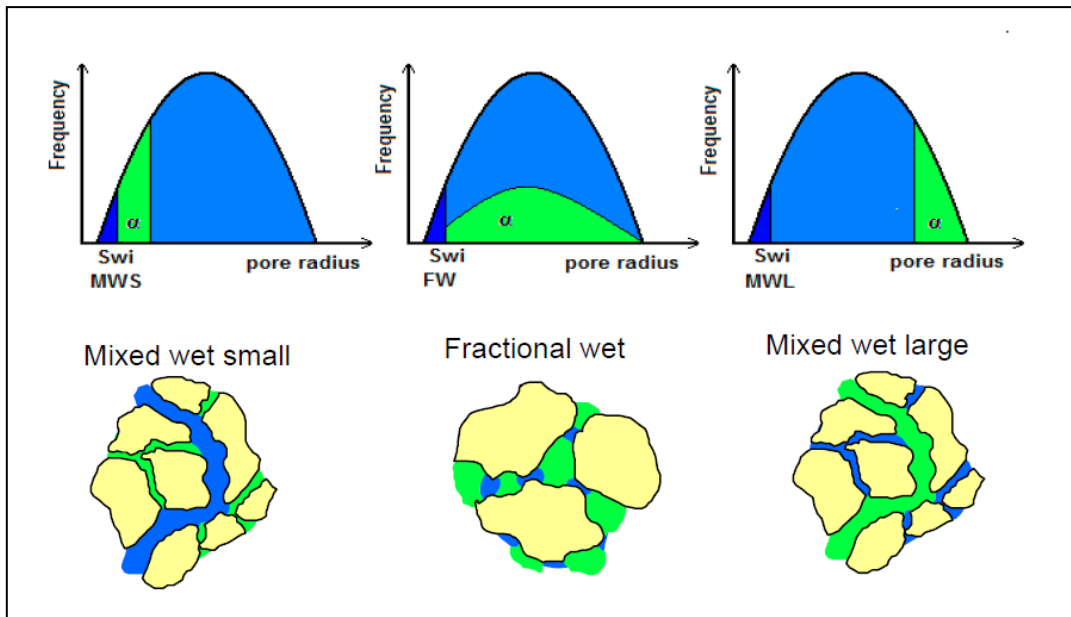 Frequency
α
Swi
pore radius
MWS
Frequency
α
Swi
pore radius
FW
Frequency
α
Swi
pore radius
MWL
Mixed wet small
Fractional wet
Mixed wet large